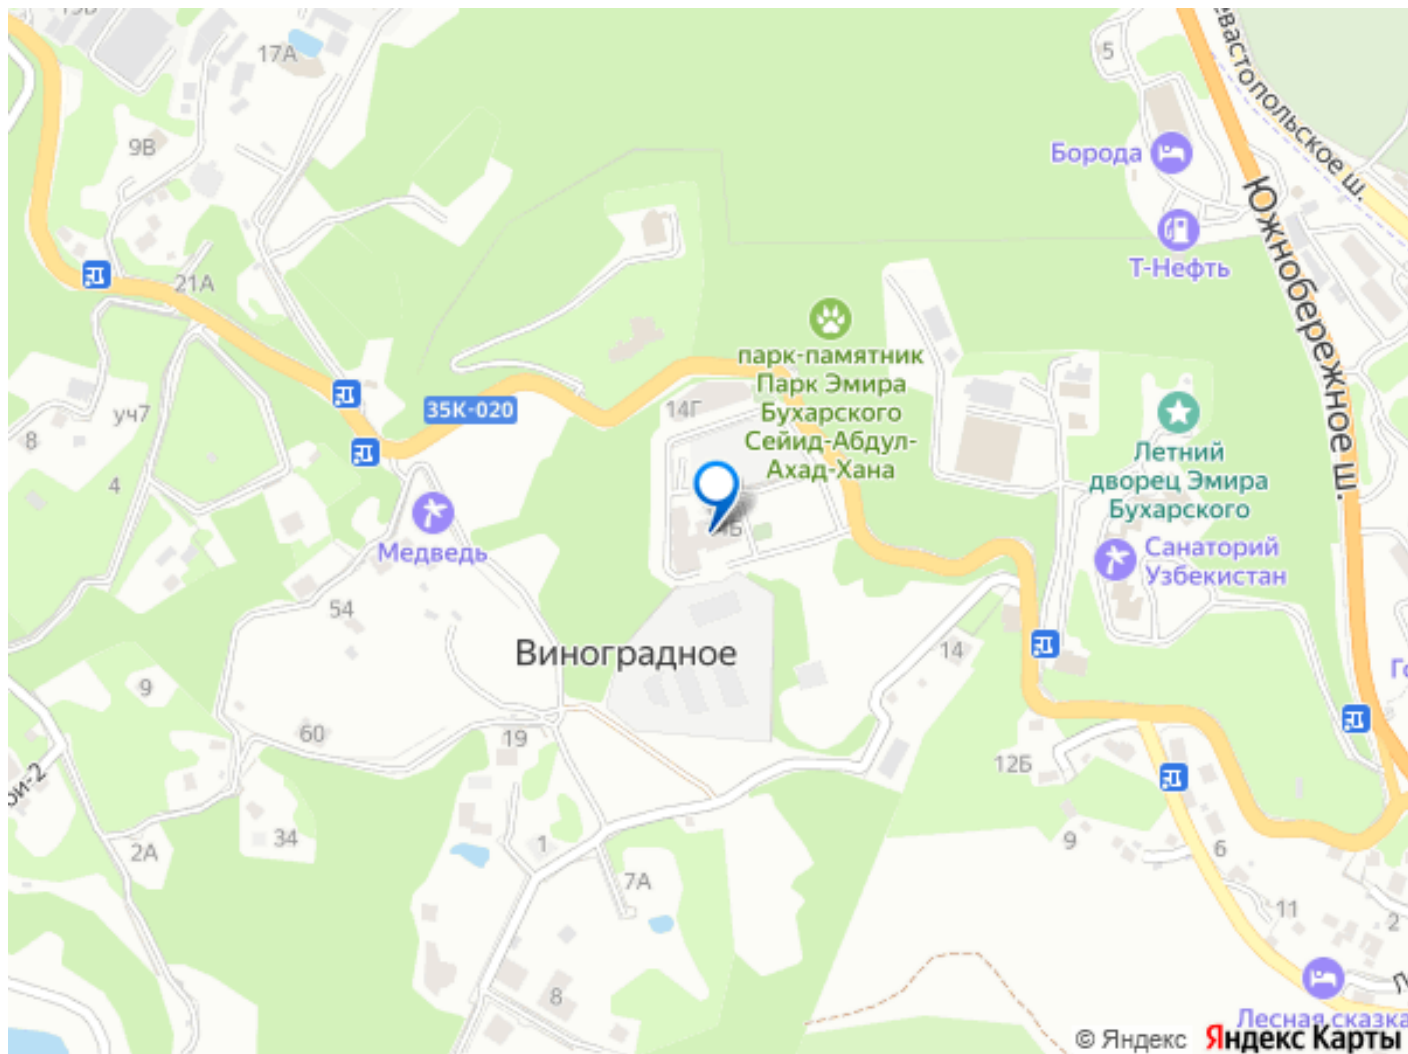 17А
5
9В
Севастопольское ш.
Борода
Южнобережное ш.
Т-Нефть
21А
парк-памятник
Парк Эмира
Бухарского
Сейид-Абдул-
Ахад-Хана
35К-020
14Г
уч7
8
4
Летний
дворец Эмира
Бухарского
Медведь
Санаторий
Узбекистан
54
Виноградное
14
9
60
19
12Б
34
2А
1
9
6
7А
11
2
8
Лесная сказка
© Яндекс
Яндекс Карты